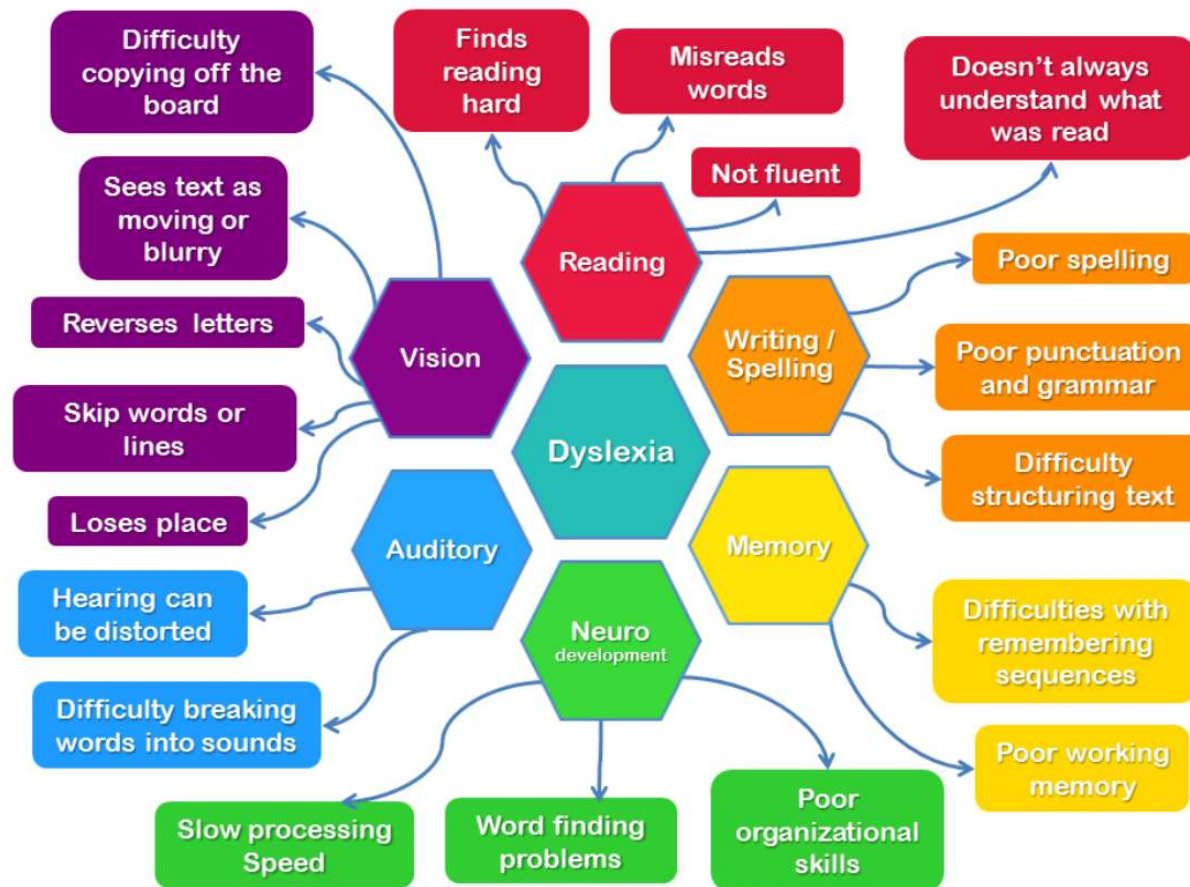 Difficulty
copying off the
board
Finds
reading
hard
Misreads
words
Doesn't always
understand what
was read
Sees text as
moving or
blurry
Not fluent
Reading
Poor spelling
Reverses letters
Vision
Writing /
Spelling
Poor punctuation
and grammar
Skip words or
lines
Dyslexia
Difficulty
structuring text
Loses place
Auditory
Memory
Hearing can
be distorted
Neuro
development
Difficulties with
remembering
sequences
Difficulty breaking
words into sounds
Poor working
memory
Slow processing
Speed
Word finding
problems
Poor
organizational
skills